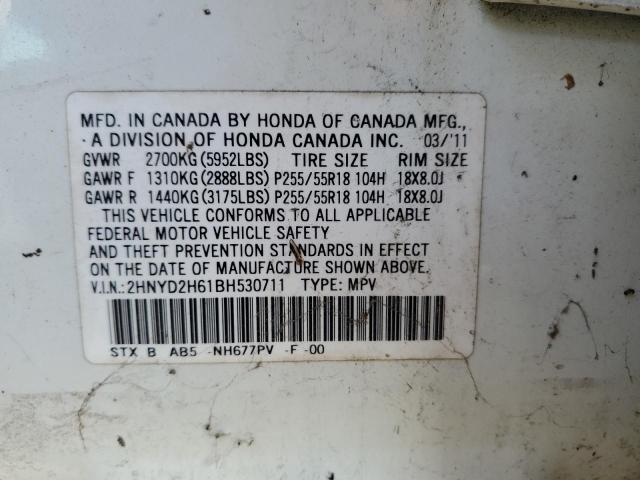 MFD. IN CANADA BY HONDA OF CANADA MFG.,
A DIVISION OF HONDA CANADA INC. 03/'11
GVWR 2700KG(5952LBS) TIRE SIZE RIM SIZE
GAWR F 1310KG(2888LBS) P255/55R18 104H 18X8.0J
GAWR R 1440KG(3175LBS) P255/55R18 104H 18X8.0J
THIS VEHICLE CONFORMS TO ALL APPLICABLE
FEDERAL MOTOR VEHICLE SAFETY
AND THEFT PREVENTION STANDARDS IN EFFECT
ON THE DATE OF MANUFACTURE SHOWN ABOVE.
V.I.N.:2HNYD2H61BH530711 TYPE: MPV
STX B AB5 -NH677PV -F -00